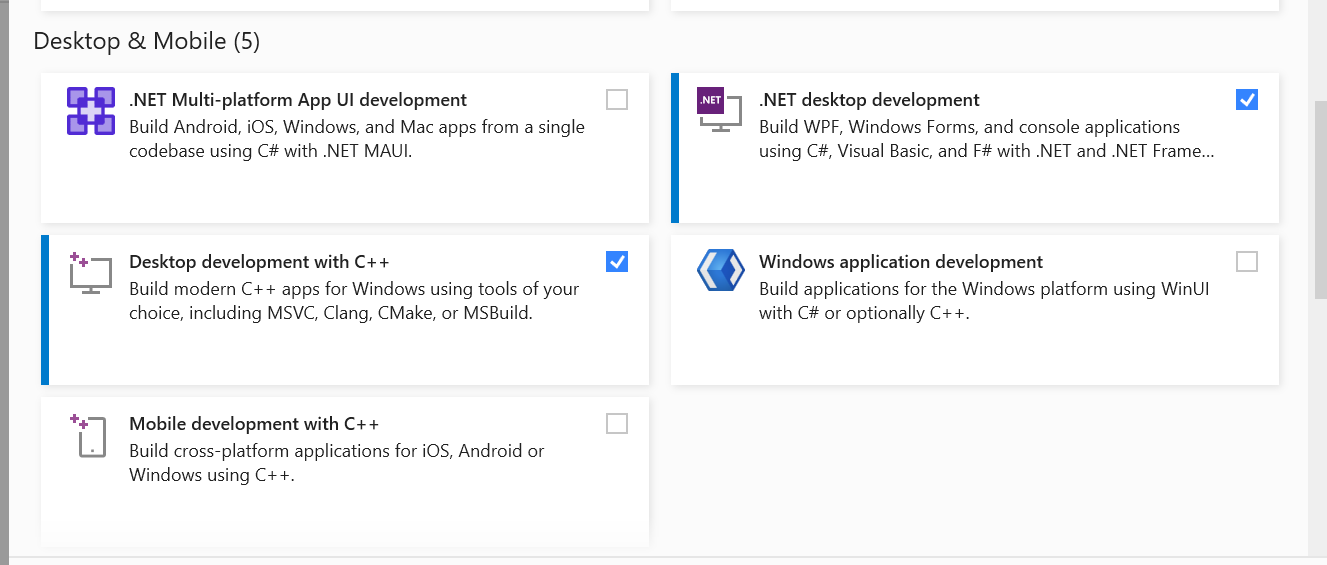 Desktop & Mobile (5)
.NET Multi-platform App UI development
Build Android, iOS, Windows, and Mac apps from a single
codebase using C# with .NET MAUI.
.NET
.NET desktop development
Build WPF, Windows Forms, and console applications
using C#, Visual Basic, and F# with .NET and .NET Frame...
Desktop development with C++
Build modern C++ apps for Windows using tools of your
choice, including MSVC, Clang, CMake, or MSBuild.
Windows application development
Build applications for the Windows platform using WinUI
with C# or optionally C++.
Mobile development with C++
Build cross-platform applications for iOS, Android or
Windows using C++.